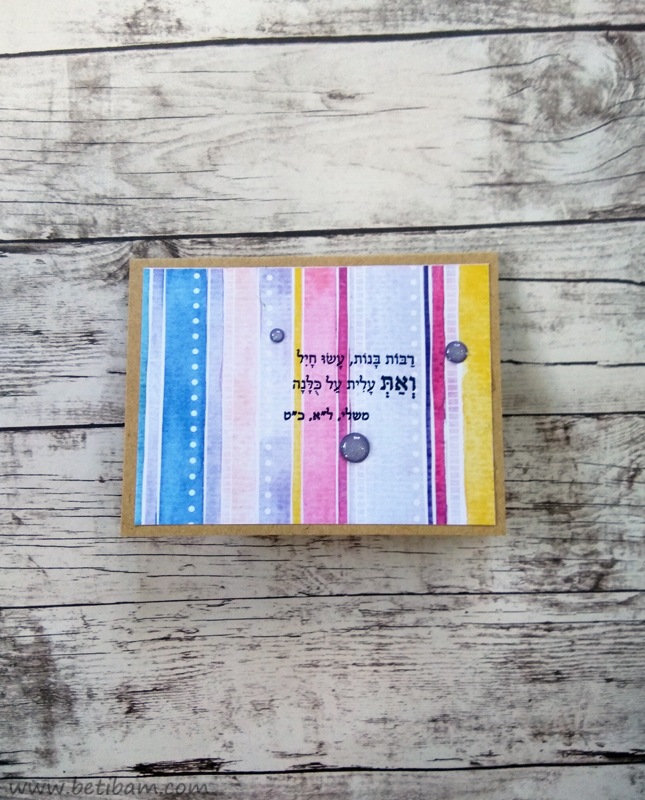 רַבּוֹת בָּנוֹת, עָשׂוּ חָיִל
וְאַתְּ עָלִית עַל כֻּלָּנָה
משלי, ל"א, כ"ט
www.betibam.com